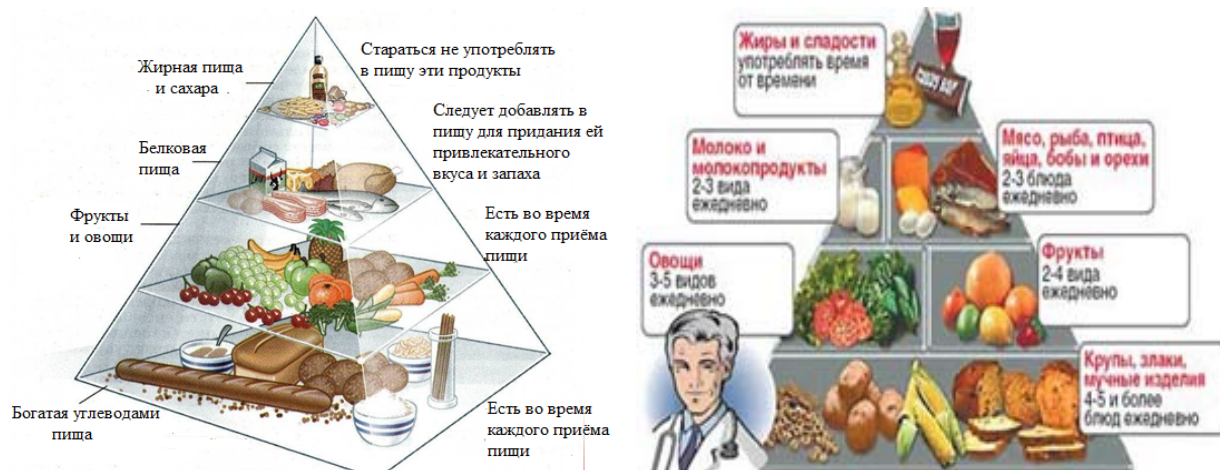 Жирная пища
и сахара
Стараться не употреблять
в пищу эти продукты
Белковая
пища
Следует добавлять в
пищу для придания ей
привлекательного
вкуса и запаха
Фрукты
и овощи
Есть во время
каждого приёма
пищи
Богатая углеводами
пища
Есть во время
каждого приёма
пищи
Жиры и сладости
употреблять время
от времени
Молоко и
молокопродукты
2-3 вида
ежедневно
Мясо, рыба, птица,
яйца, бобы и орехи
2-3 блюда
ежедневно
Овощи
3-5 видов
ежедневно
Фрукты
2-4 вида
ежедневно
Крупы, злаки,
мучные изделия
4-5 и более
блюд ежедневно